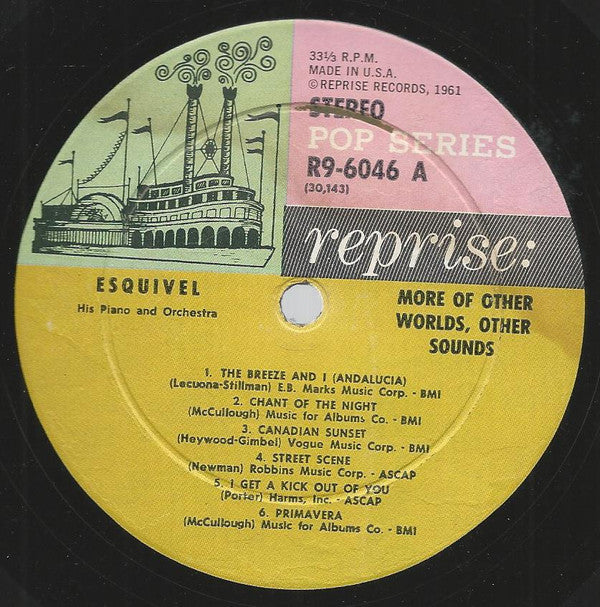 33⅓ R.P.M.
MADE IN U.S.A.
©REPRISE RECORDS, 1961
STEREO
POP SERIES
R9-6046 A
(30,143)
reprise:
ESQUIVEL
His Piano and Orchestra
MORE OF OTHER
WORLDS, OTHER
SOUNDS
1. THE BREEZE AND I (ANDALUCIA)
(Lecuona-Stillman) E.B. Marks Music Corp. - BMI
2. CHANT OF THE NIGHT
(McCullough) Music for Albums Co. - BMI
3. CANADIAN SUNSET
(Heywood-Gimbel) Vogue Music Corp. - BMI
4. STREET SCENE
(Newman) Robbins Music Corp. - ASCAP
5. I GET A KICK OUT OF YOU
(Porter) Harms, Inc. - ASCAP
6. PRIMAVERA
(McCullough) Music for Albums Co. - BMI